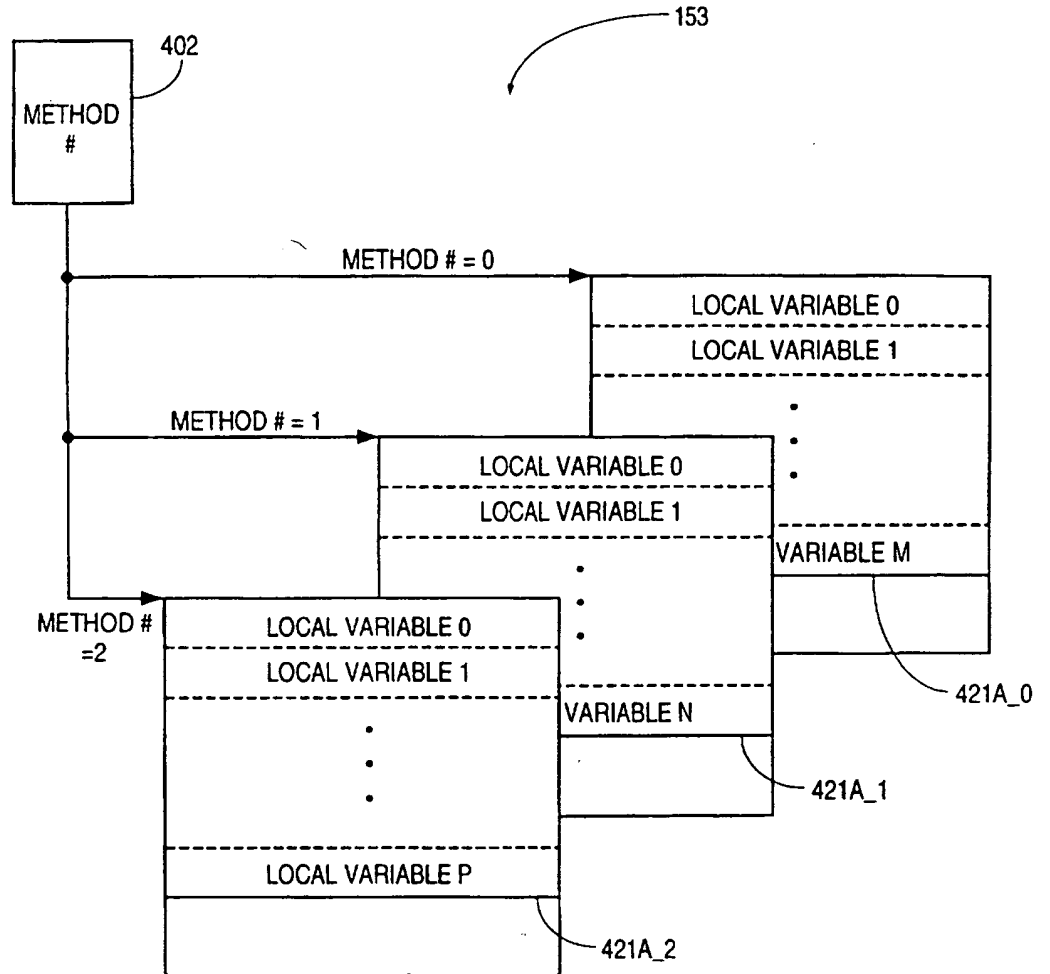 153
402
METHOD
#
METHOD # = 0
LOCAL VARIABLE 0
LOCAL VARIABLE 1
VARIABLE M
421A_0
METHOD # = 1
LOCAL VARIABLE 0
LOCAL VARIABLE 1
VARIABLE N
421A_1
METHOD #
=2
LOCAL VARIABLE 0
LOCAL VARIABLE 1
LOCAL VARIABLE P
421A_2